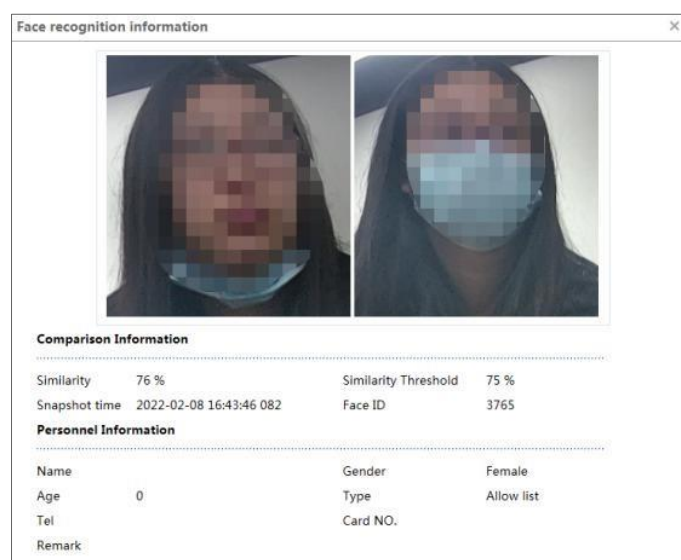 Face recognition information
Comparison Information
Similarity 76 % Similarity Threshold 75 %
Snapshot time 2022-02-08 16:43:46 082 Face ID 3765
Personnel Information
Name Gender Female
Age 0 Type Allow list
Tel Card NO.
Remark